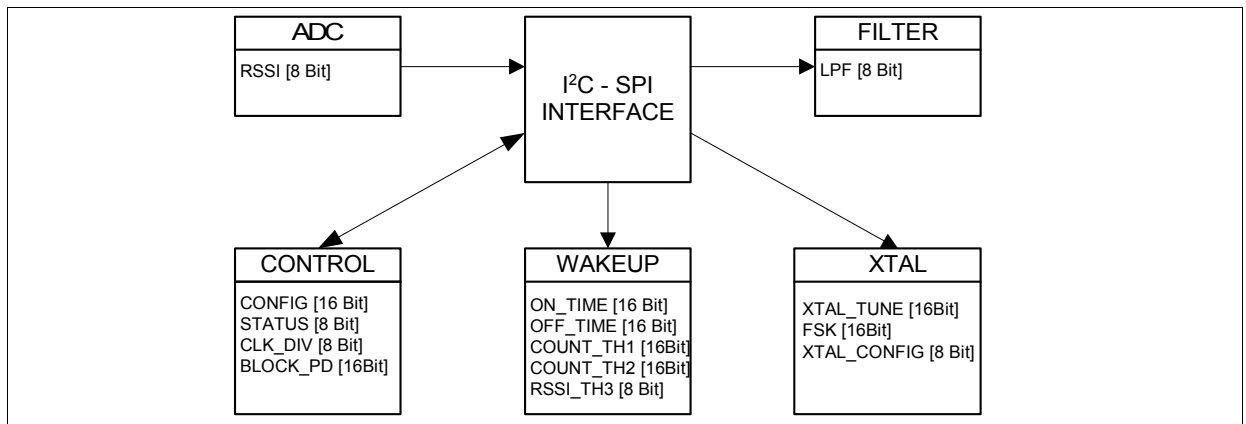 ADC
RSSI [8 Bit]
I²C - SPI
INTERFACE
FILTER
LPF [8 Bit]
CONTROL
CONFIG [16 Bit]
STATUS [8 Bit]
CLK_DIV [8 Bit]
BLOCK_PD [16Bit]
WAKEUP
ON_TIME [16 Bit]
OFF_TIME [16 Bit]
COUNT_TH1 [16Bit]
COUNT_TH2 [16Bit]
RSSI_TH3 [8 Bit]
XTAL
XTAL_TUNE [16Bit]
FSK [16Bit]
XTAL_CONFIG [8 Bit]